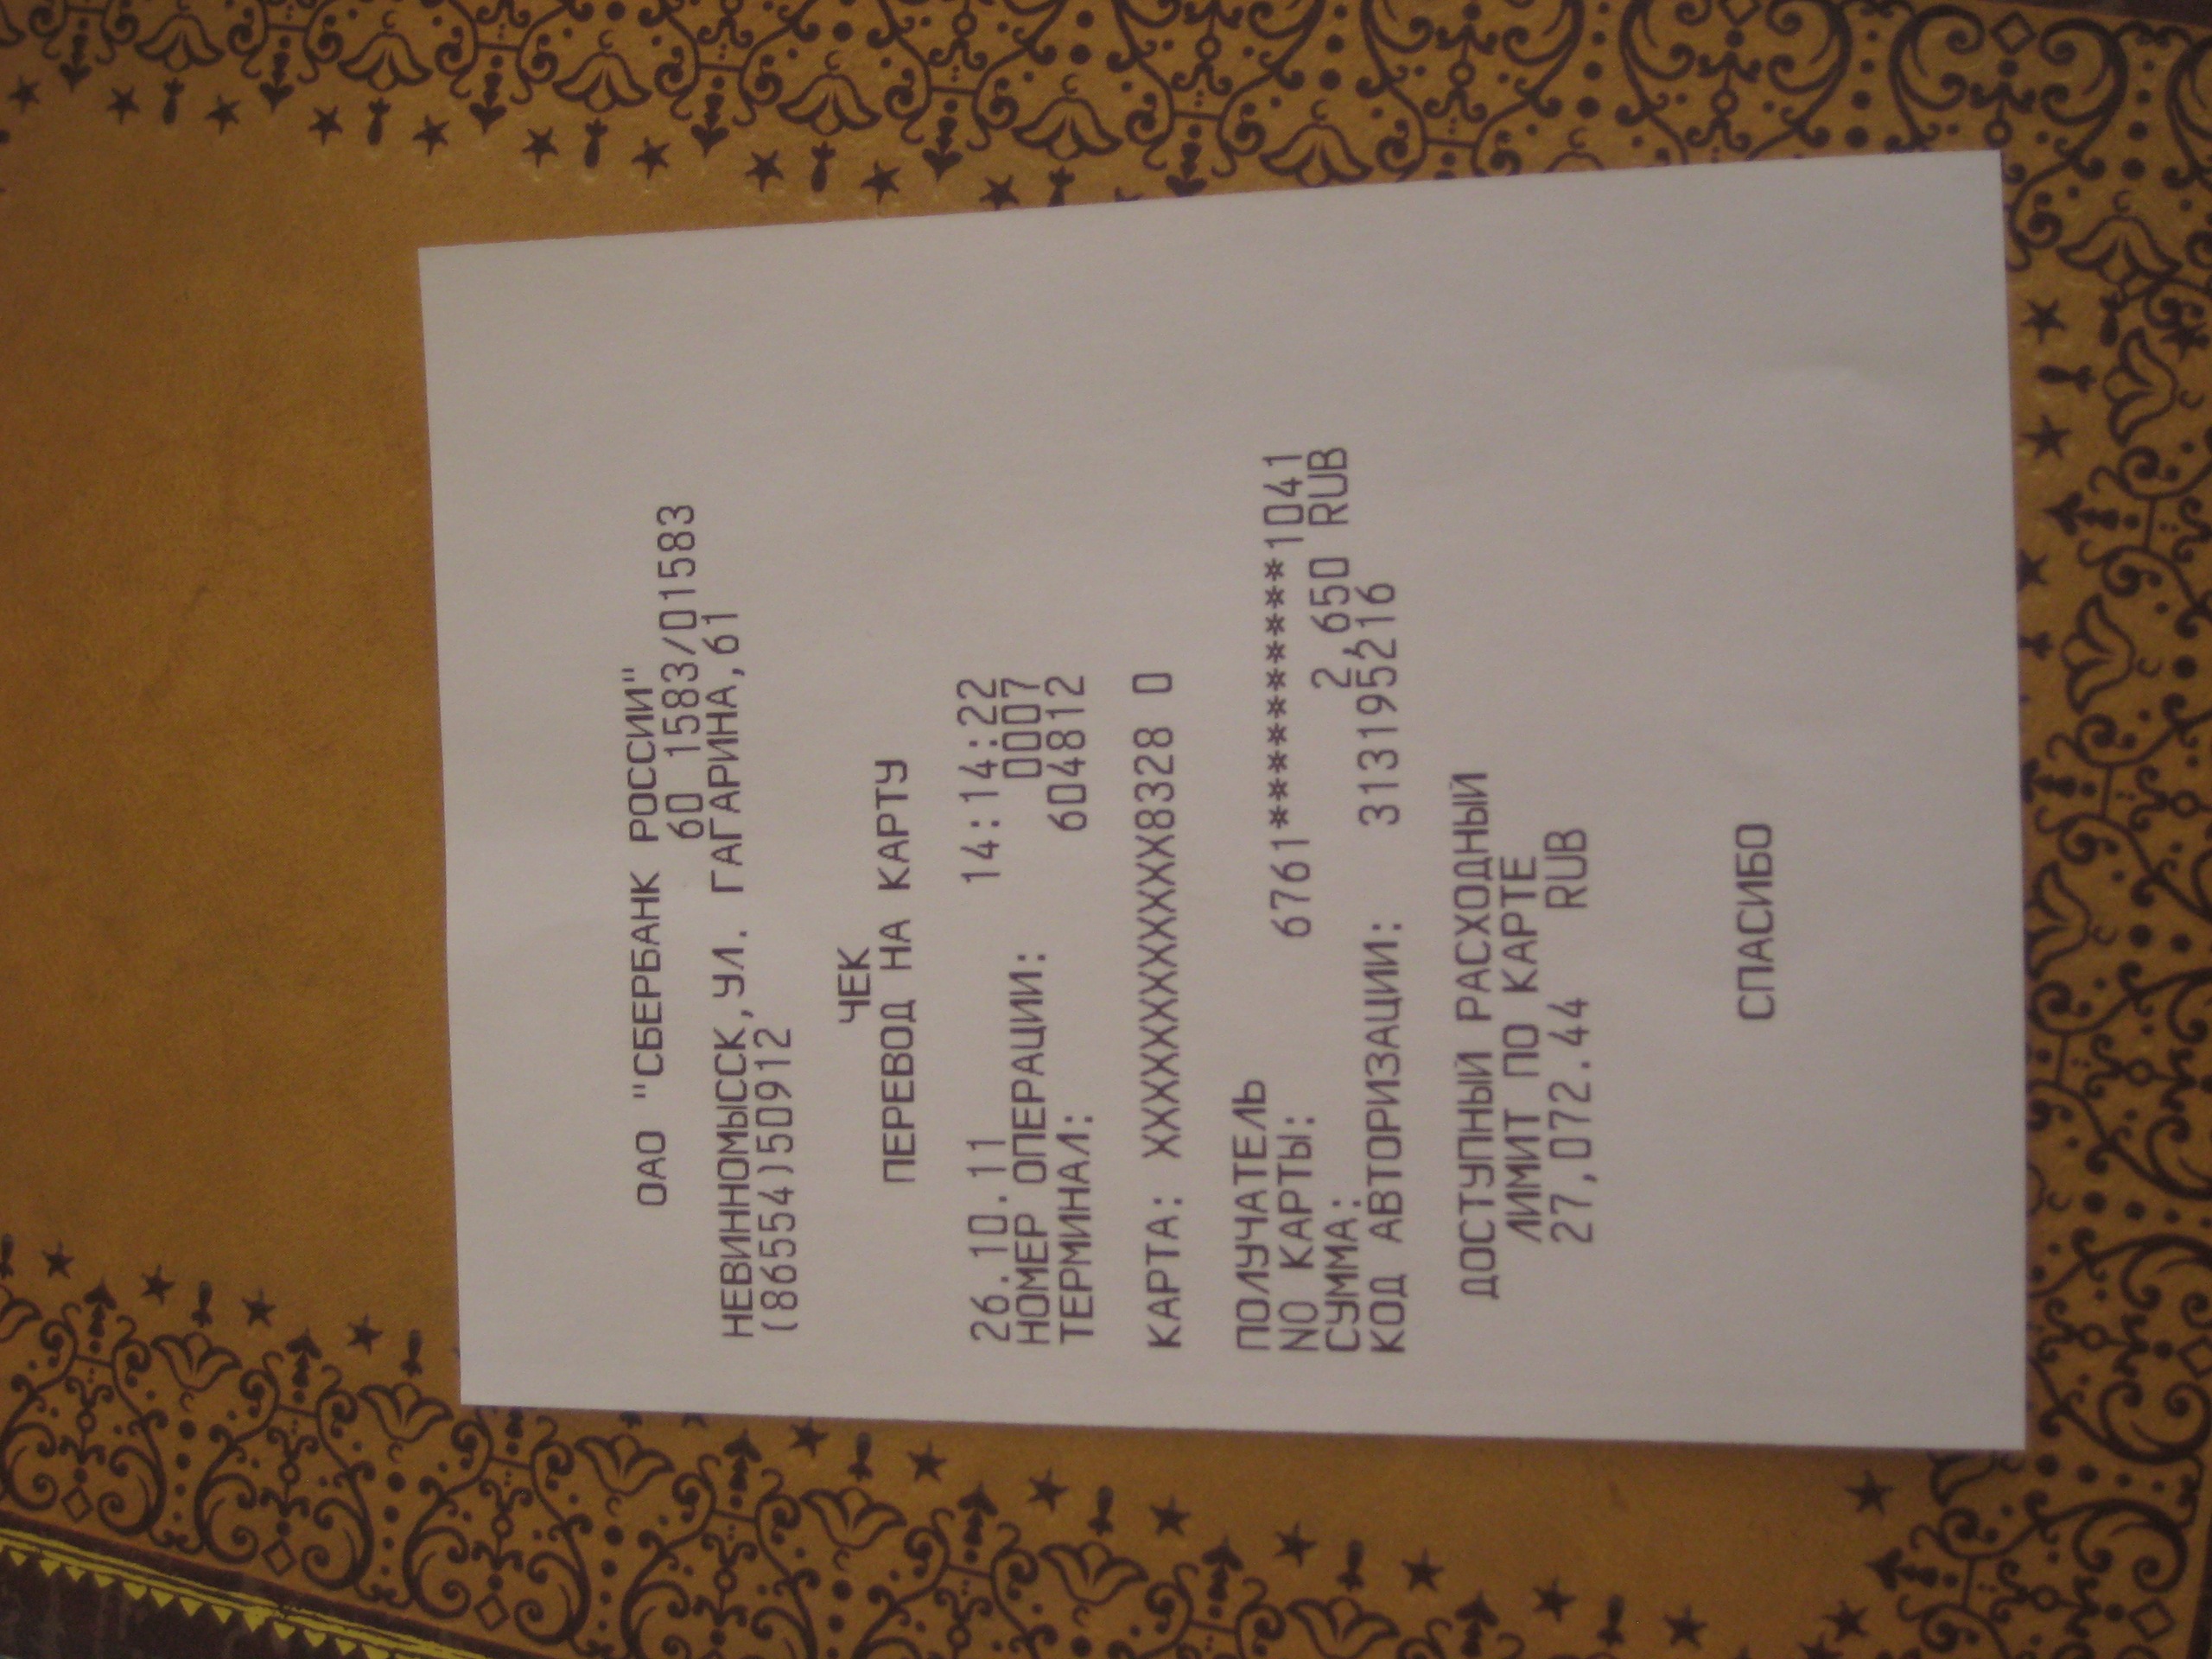 ОАО "СБЕРБАНК РОССИИ"
60 1583/01583
НЕВИННОМЫССК,УЛ. ГАГАРИНА,61
(86554)50912
ЧЕК
ПЕРЕВОД НА КАРТУ
26.10.11 14:14:22
НОМЕР ОПЕРАЦИИ: 0007
ТЕРМИНАЛ: 604812
КАРТА: XXXXXXXXXXXXXX8328 0
ПОЛУЧАТЕЛЬ
NO КАРТЫ: 6761**********1041
СУММА: 2,650 RUB
КОД АВТОРИЗАЦИИ: 313195216
ДОСТУПНЫЙ РАСХОДНЫЙ
ЛИМИТ ПО КАРТЕ
27,072.44 RUB
СПАСИБО